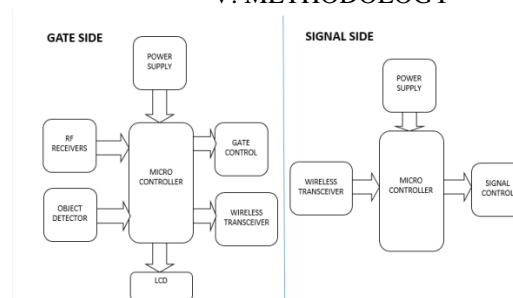 V. METHODOLOGY
GATE SIDE
POWER
SUPPLY
RF
RECEIVERS
OBJECT
DETECTOR
MICRO
CONTROLLER
GATE
CONTROL
WIRELESS
TRANSCEIVER
LCD
SIGNAL SIDE
POWER
SUPPLY
WIRELESS
TRANSCEIVER
MICRO
CONTROLLER
SIGNAL
CONTROL